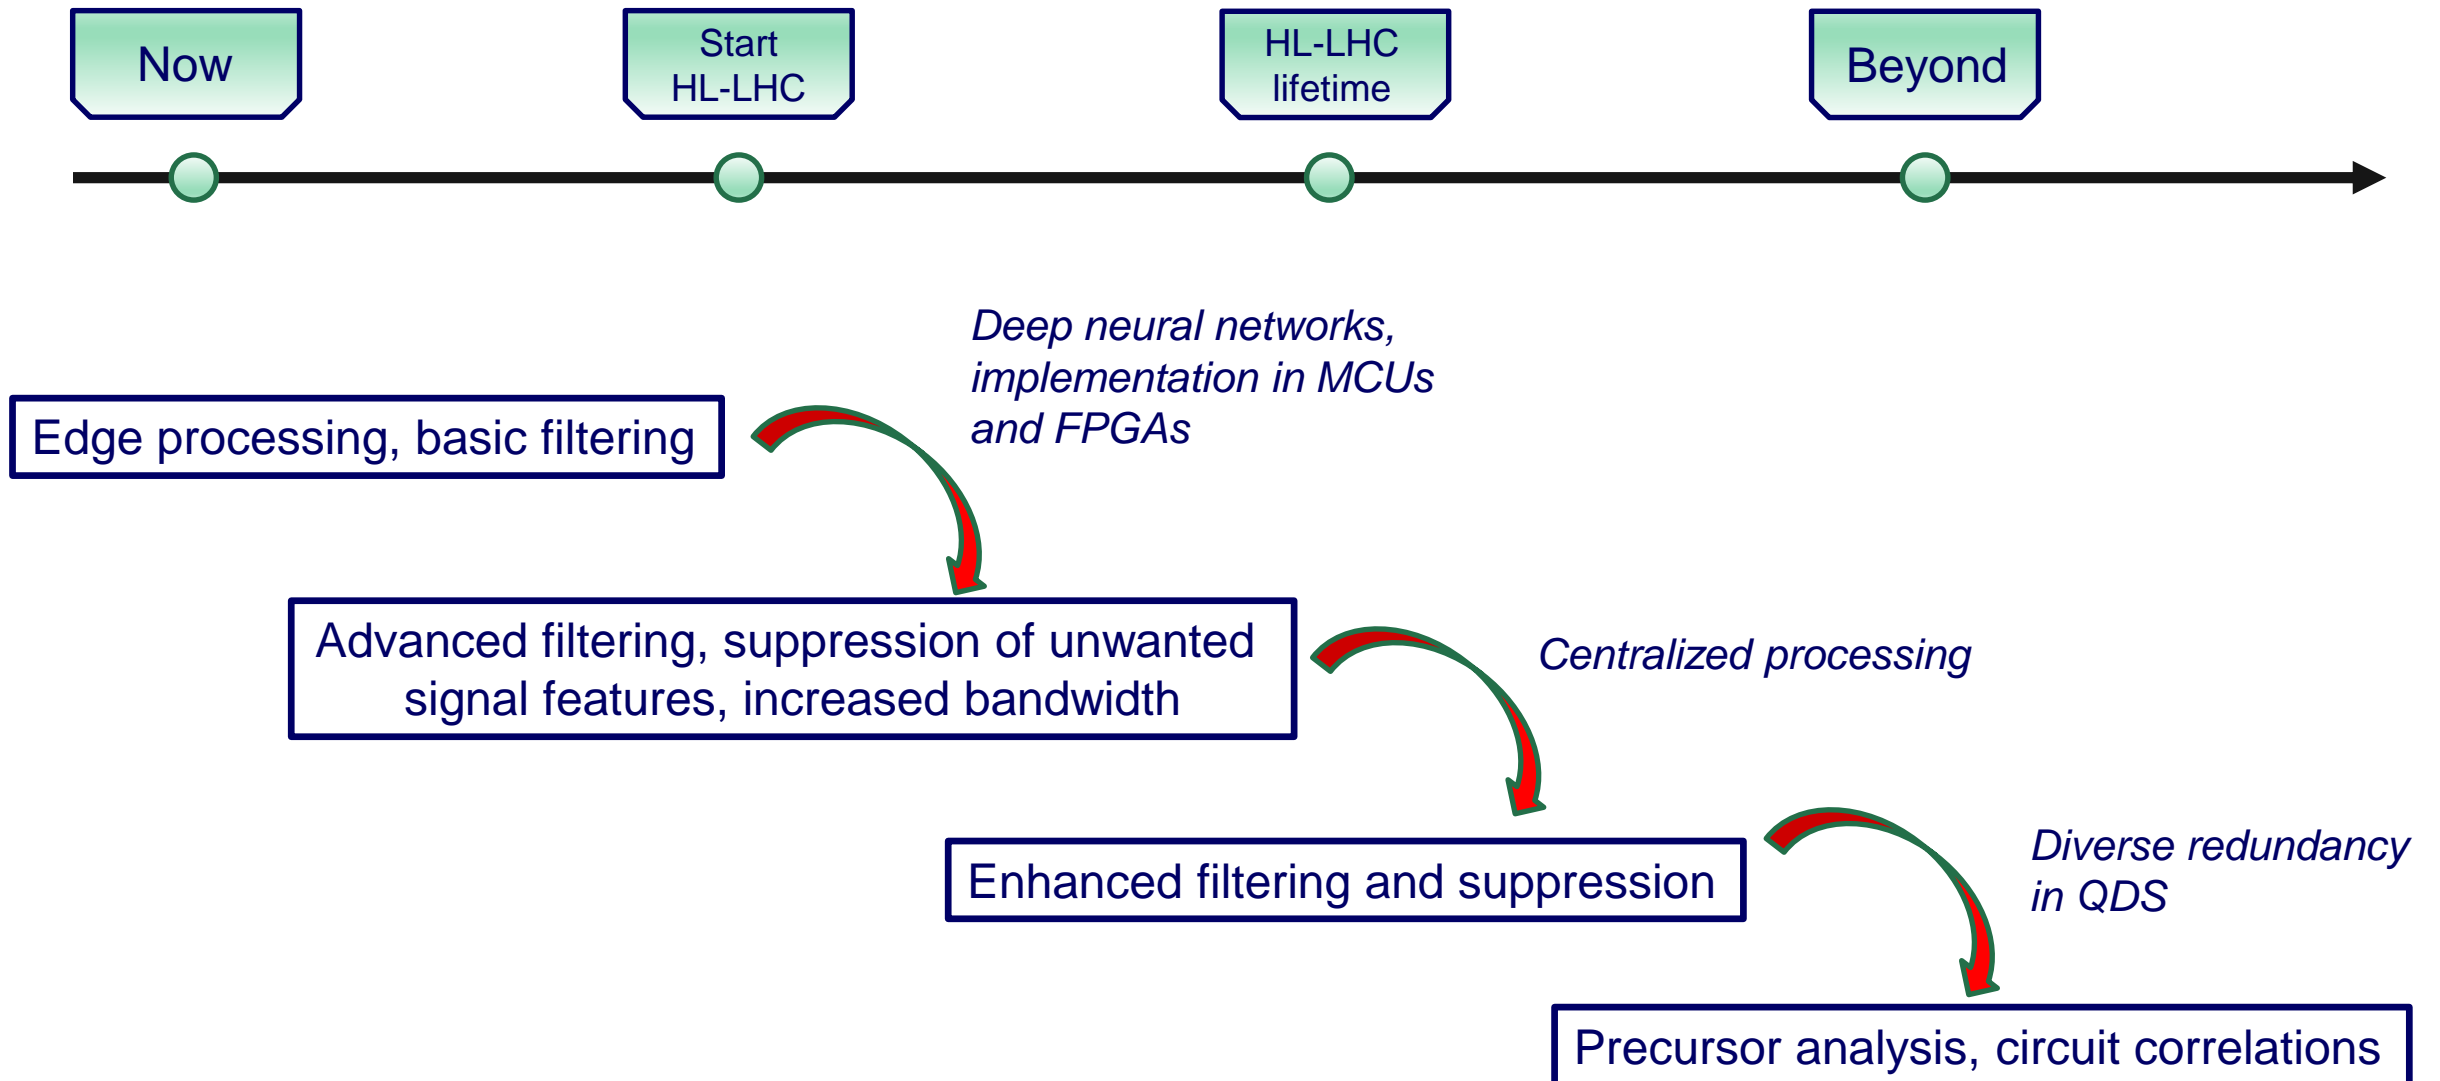 Now
Start
HL-LHC
HL-LHC
lifetime
Beyond
Deep neural networks,
implementation in MCUs
and FPGAs
Edge processing, basic filtering
Advanced filtering, suppression of unwanted
signal features, increased bandwidth
Centralized processing
Enhanced filtering and suppression
Diverse redundancy
in QDS
Precursor analysis, circuit correlations